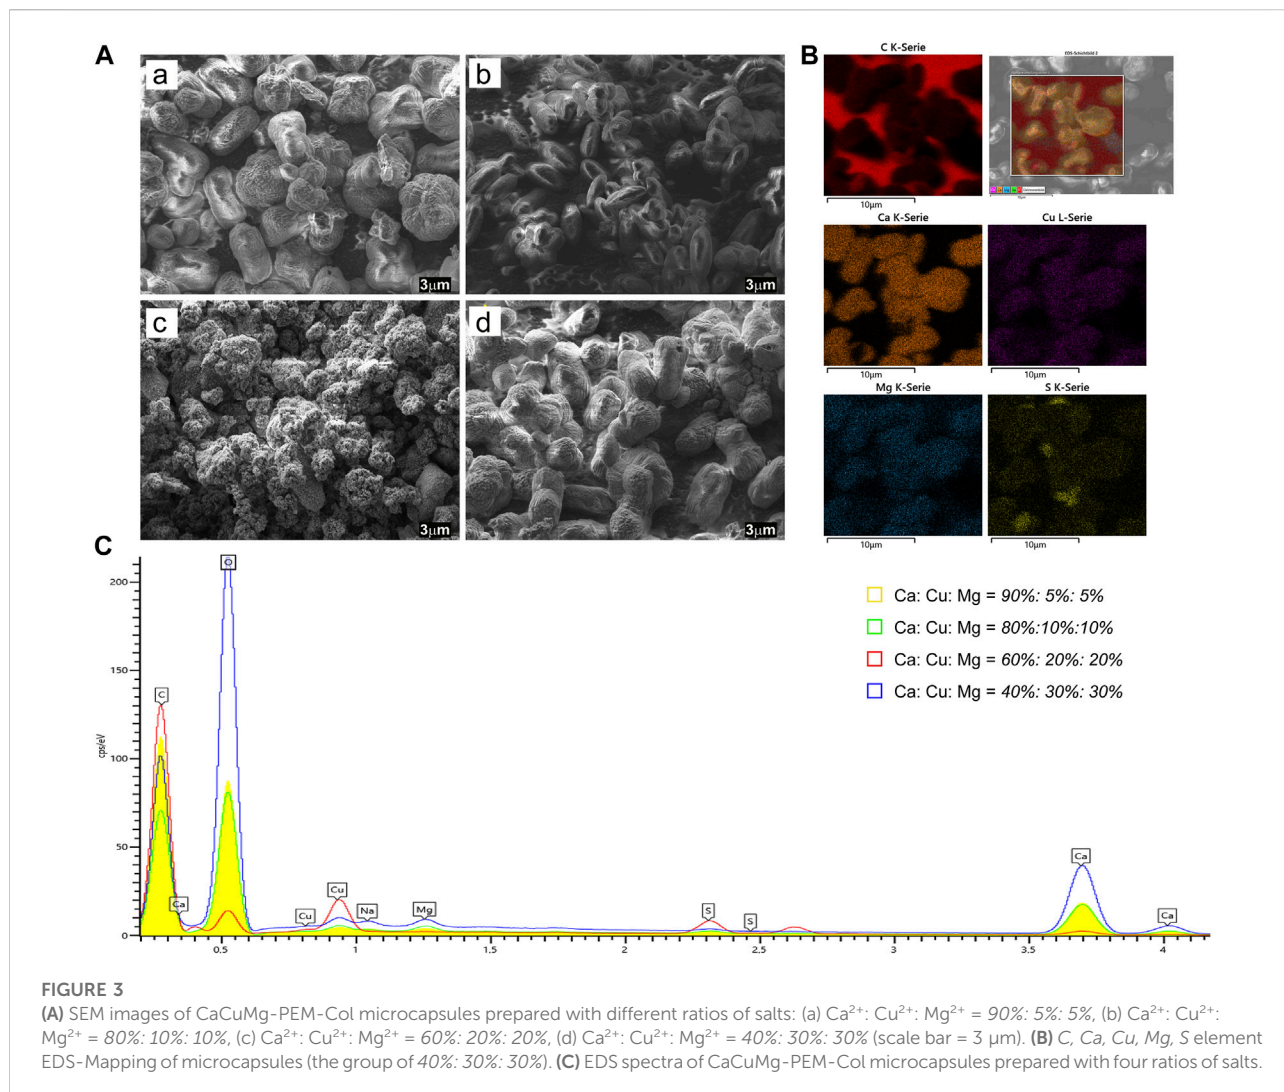 A
a
b
3μm
3μm
c
d
3μm
3μm
B
C K-Serie
EDS-Schichtbild 2
10μm
Ca K-Serie
Cu L-Serie
10μm
10μm
Mg K-Serie
S K-Serie
10μm
10μm
C
cps/eV
200
150
100
50
0
0.5
1
1.5
2
2.5
3
3.5
4
C
Ca
O
Cu
Cu
Na
Mg
S
S
Ca
Ca
Ca: Cu: Mg = 90%: 5%: 5%
Ca: Cu: Mg = 80%:10%:10%
Ca: Cu: Mg = 60%: 20%: 20%
Ca: Cu: Mg = 40%: 30%: 30%
FIGURE 3
(A) SEM images of CaCuMg-PEM-Col microcapsules prepared with different ratios of salts: (a) Ca²⁺: Cu²⁺: Mg²⁺ = 90%: 5%: 5%, (b) Ca²⁺: Cu²⁺:
Mg²⁺ = 80%: 10%: 10%, (c) Ca²⁺: Cu²⁺: Mg²⁺ = 60%: 20%: 20%, (d) Ca²⁺: Cu²⁺: Mg²⁺ = 40%: 30%: 30% (scale bar = 3 μm). (B) C, Ca, Cu, Mg, S element
EDS-Mapping of microcapsules (the group of 40%: 30%: 30%). (C) EDS spectra of CaCuMg-PEM-Col microcapsules prepared with four ratios of salts.